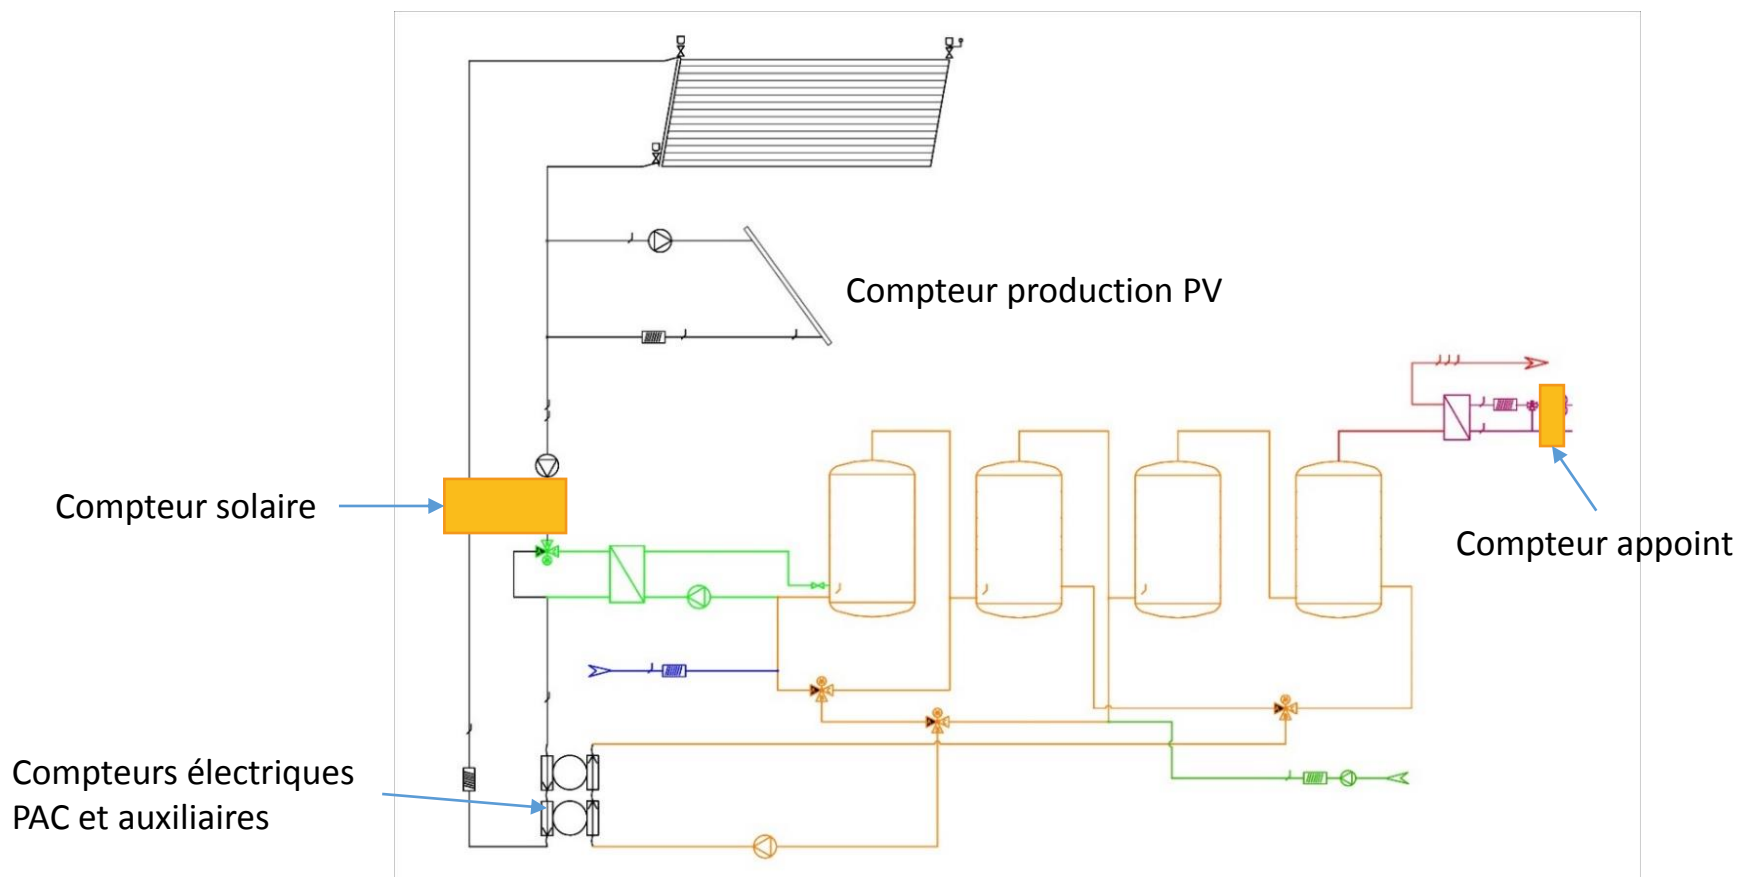 Compteur production PV
Compteur solaire
Compteur appoint
Compteurs électriques
PAC et auxiliaires